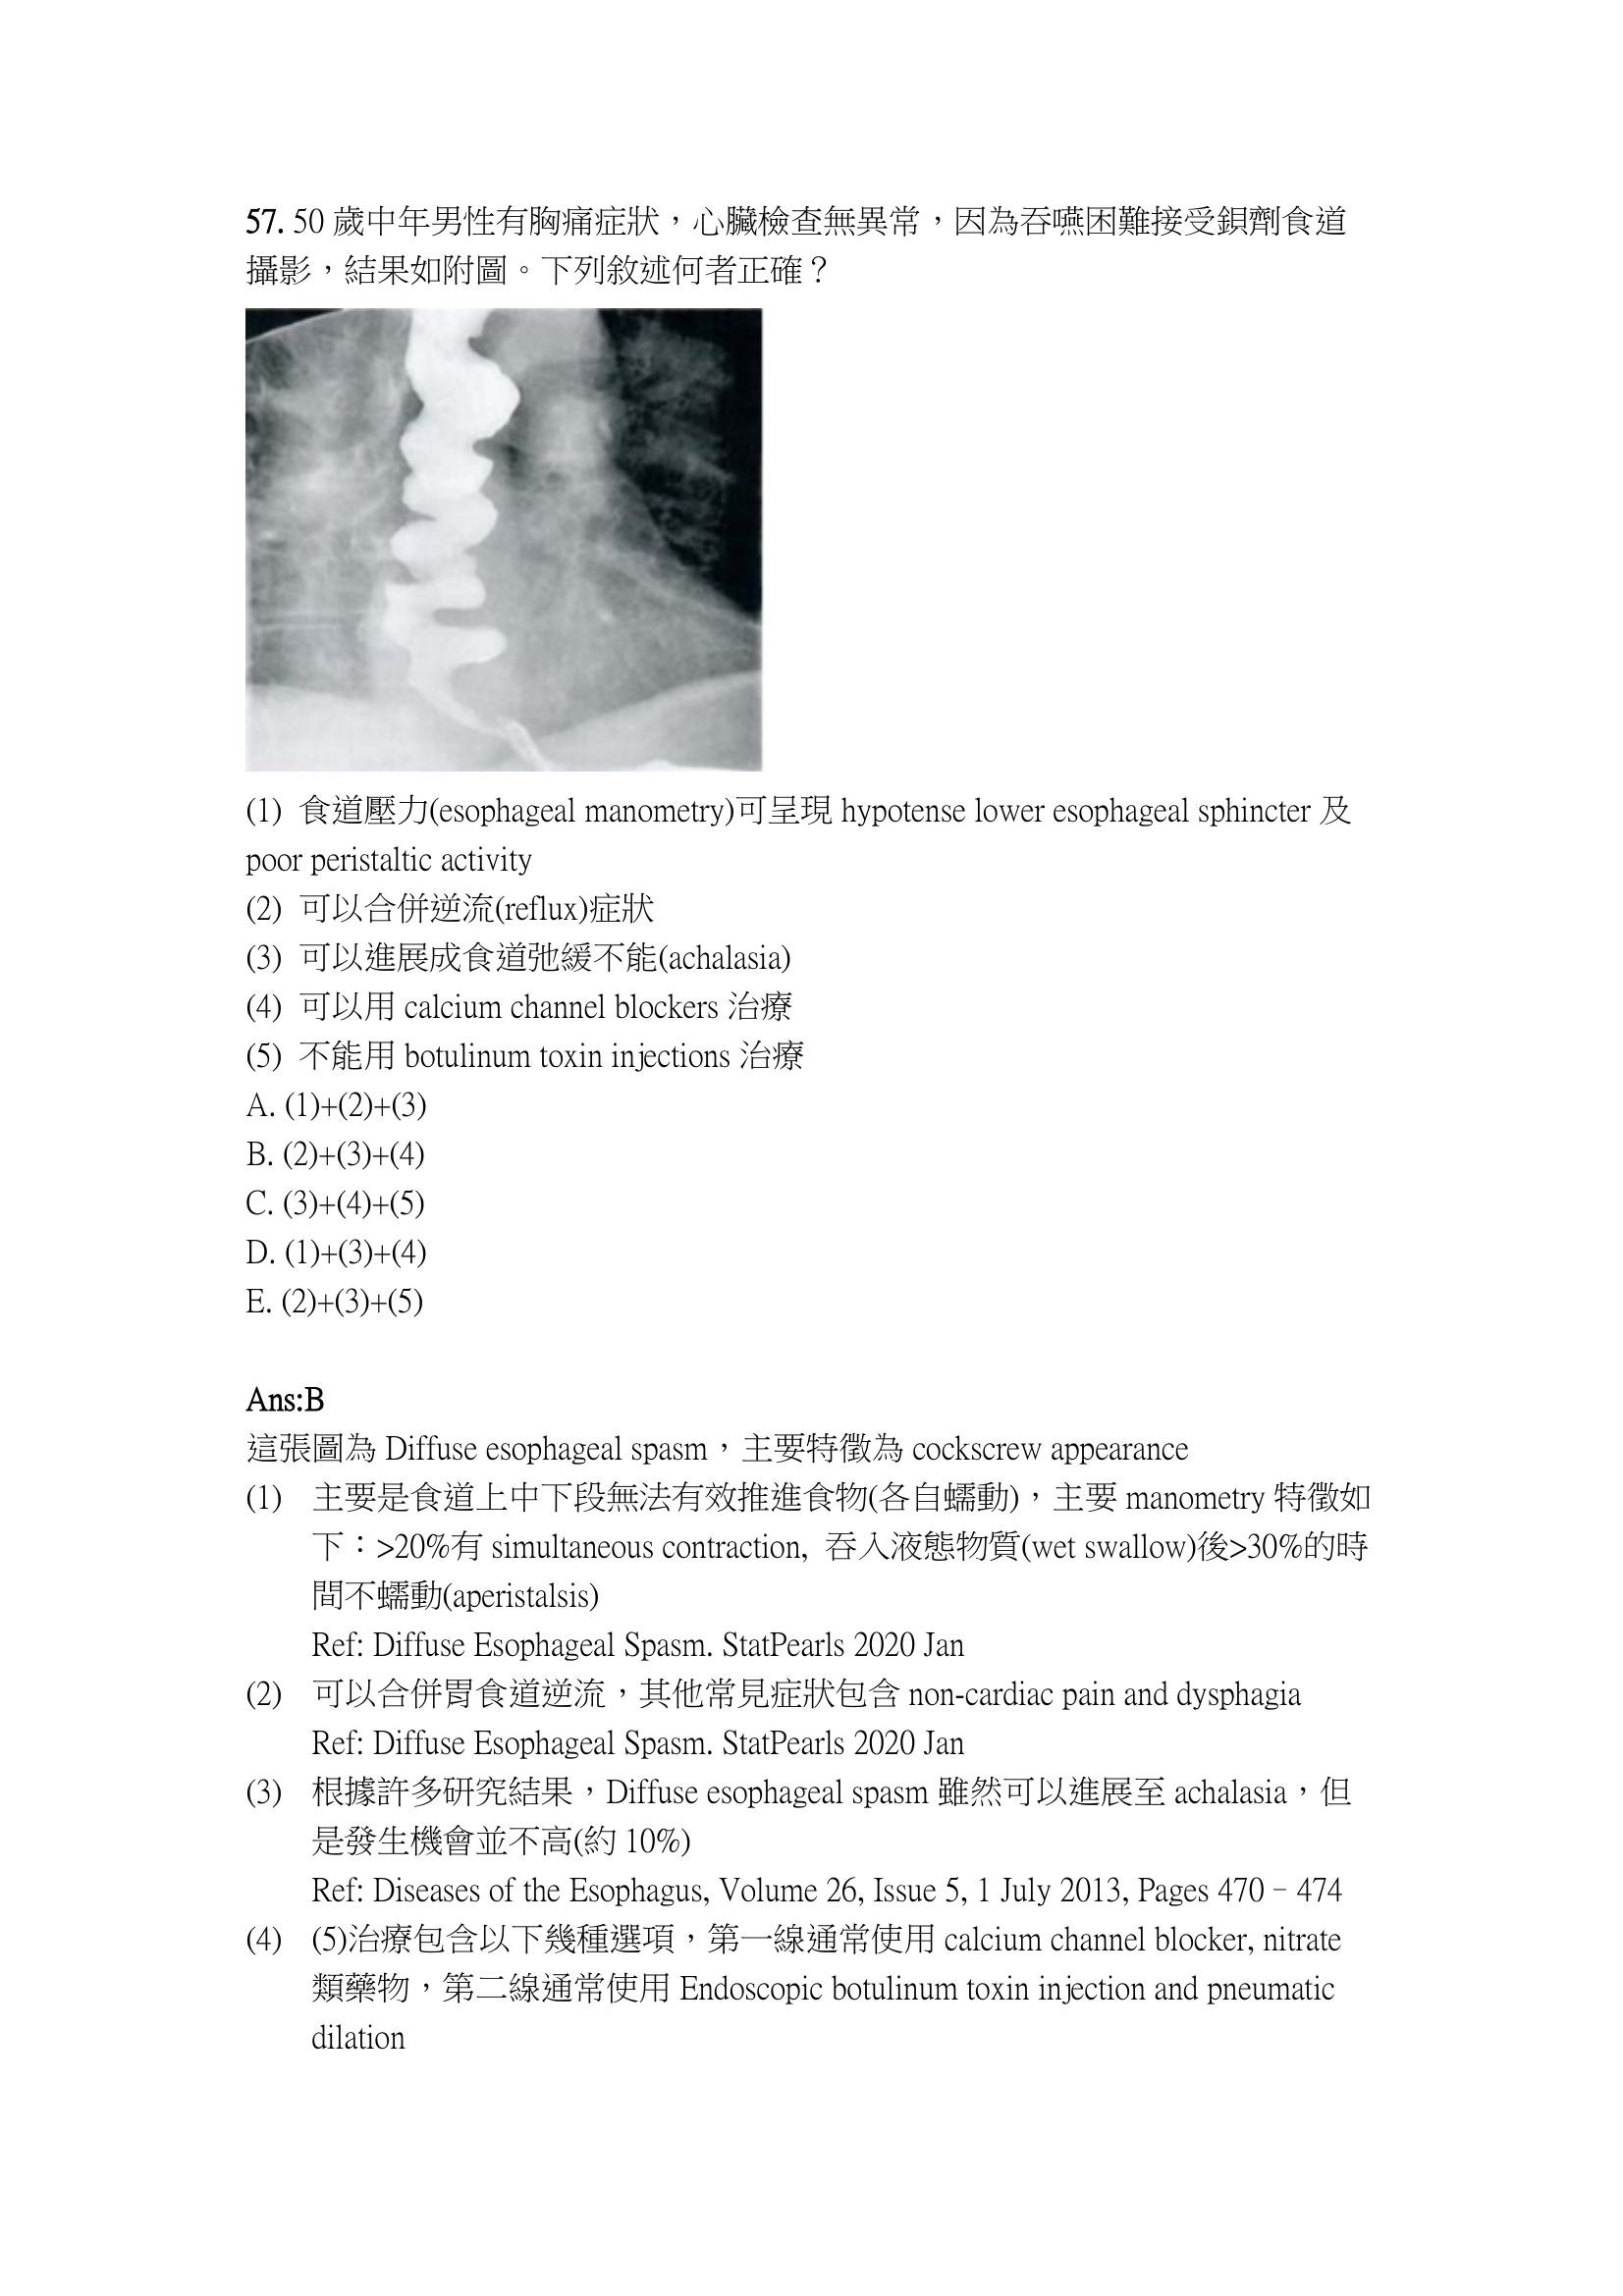 57. 50 歲中年男性有胸痛症狀，心臟檢查無異常，因為吞嚥困難接受鋇劑食道
攝影，結果如附圖。下列敘述何者正確？
(1) 食道壓力(esophageal manometry)可呈現 hypotense lower esophageal sphincter 及
poor peristaltic activity
(2) 可以合併逆流(reflux)症狀
(3) 可以進展成食道弛緩不能(achalasia)
(4) 可以用 calcium channel blockers 治療
(5) 不能用 botulinum toxin injections 治療
A. (1)+(2)+(3)
B. (2)+(3)+(4)
C. (3)+(4)+(5)
D. (1)+(3)+(4)
E. (2)+(3)+(5)
Ans:B
這張圖為 Diffuse esophageal spasm，主要特徵為 cockscrew appearance
(1) 主要是食道上中下段無法有效推進食物(各自蠕動)，主要 manometry 特徵如
下：>20%有 simultaneous contraction, 吞入液態物質(wet swallow)後>30%的時
間不蠕動(aperistalsis)
Ref: Diffuse Esophageal Spasm. StatPearls 2020 Jan
(2) 可以合併胃食道逆流，其他常見症狀包含 non-cardiac pain and dysphagia
Ref: Diffuse Esophageal Spasm. StatPearls 2020 Jan
(3) 根據許多研究結果，Diffuse esophageal spasm 雖然可以進展至 achalasia，但
是發生機會並不高(約 10%)
Ref: Diseases of the Esophagus, Volume 26, Issue 5, 1 July 2013, Pages 470–474
(4) (5)治療包含以下幾種選項，第一線通常使用 calcium channel blocker, nitrate
類藥物，第二線通常使用 Endoscopic botulinum toxin injection and pneumatic
dilation